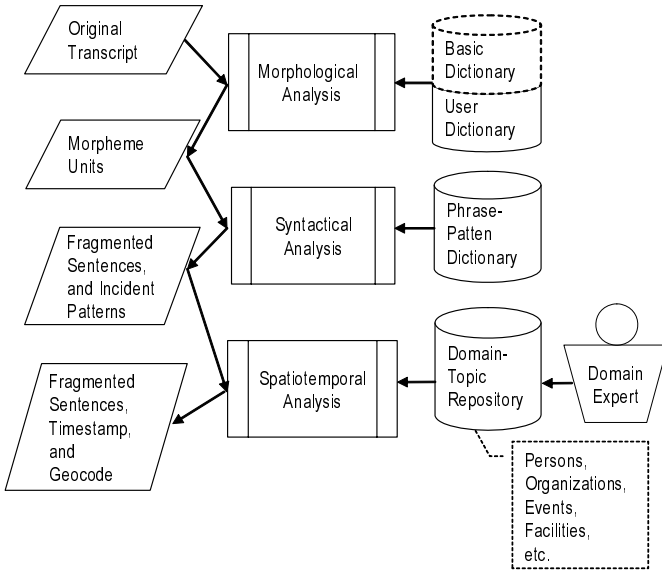 Original
Transcript
Morphological
Analysis
Basic
Dictionary
User
Dictionary
Morpheme
Units
Syntactical
Analysis
Phrase-
Patten
Dictionary
Fragmented
Sentences,
and Incident
Patterns
Spatiotemporal
Analysis
Domain-
Topic
Repository
Domain
Expert
Fragmented
Sentences,
Timestamp,
and
Geocode
Persons,
Organizations,
Events,
Facilities,
etc.